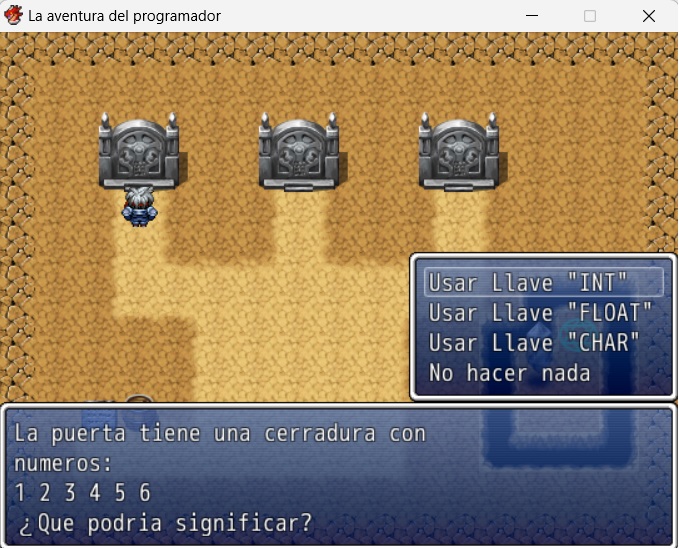 La aventura del programador
Usar Llave "INT"
Usar Llave "FLOAT"
Usar Llave "CHAR"
No hacer nada
La puerta tiene una cerradura con
numeros:
1 2 3 4 5 6
¿Que podria significar?